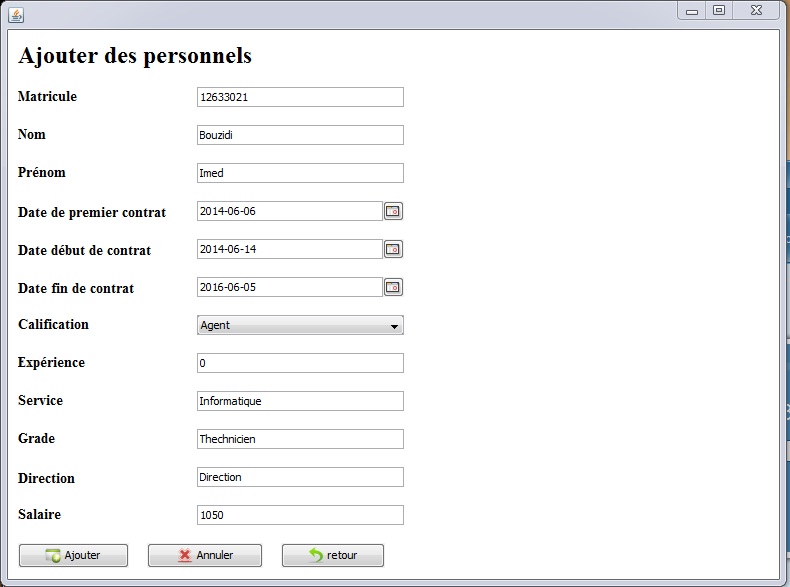 Ajouter des personnels
Matricule 12633021
Nom Bouzidi
Prénom Imed
Date de premier contrat 2014-06-06
Date début de contrat 2014-06-14
Date fin de contrat 2016-06-05
Calification Agent
Expérience 0
Service Informatique
Grade Thechnicien
Direction Direction
Salaire 1050
Ajouter Annuler retour